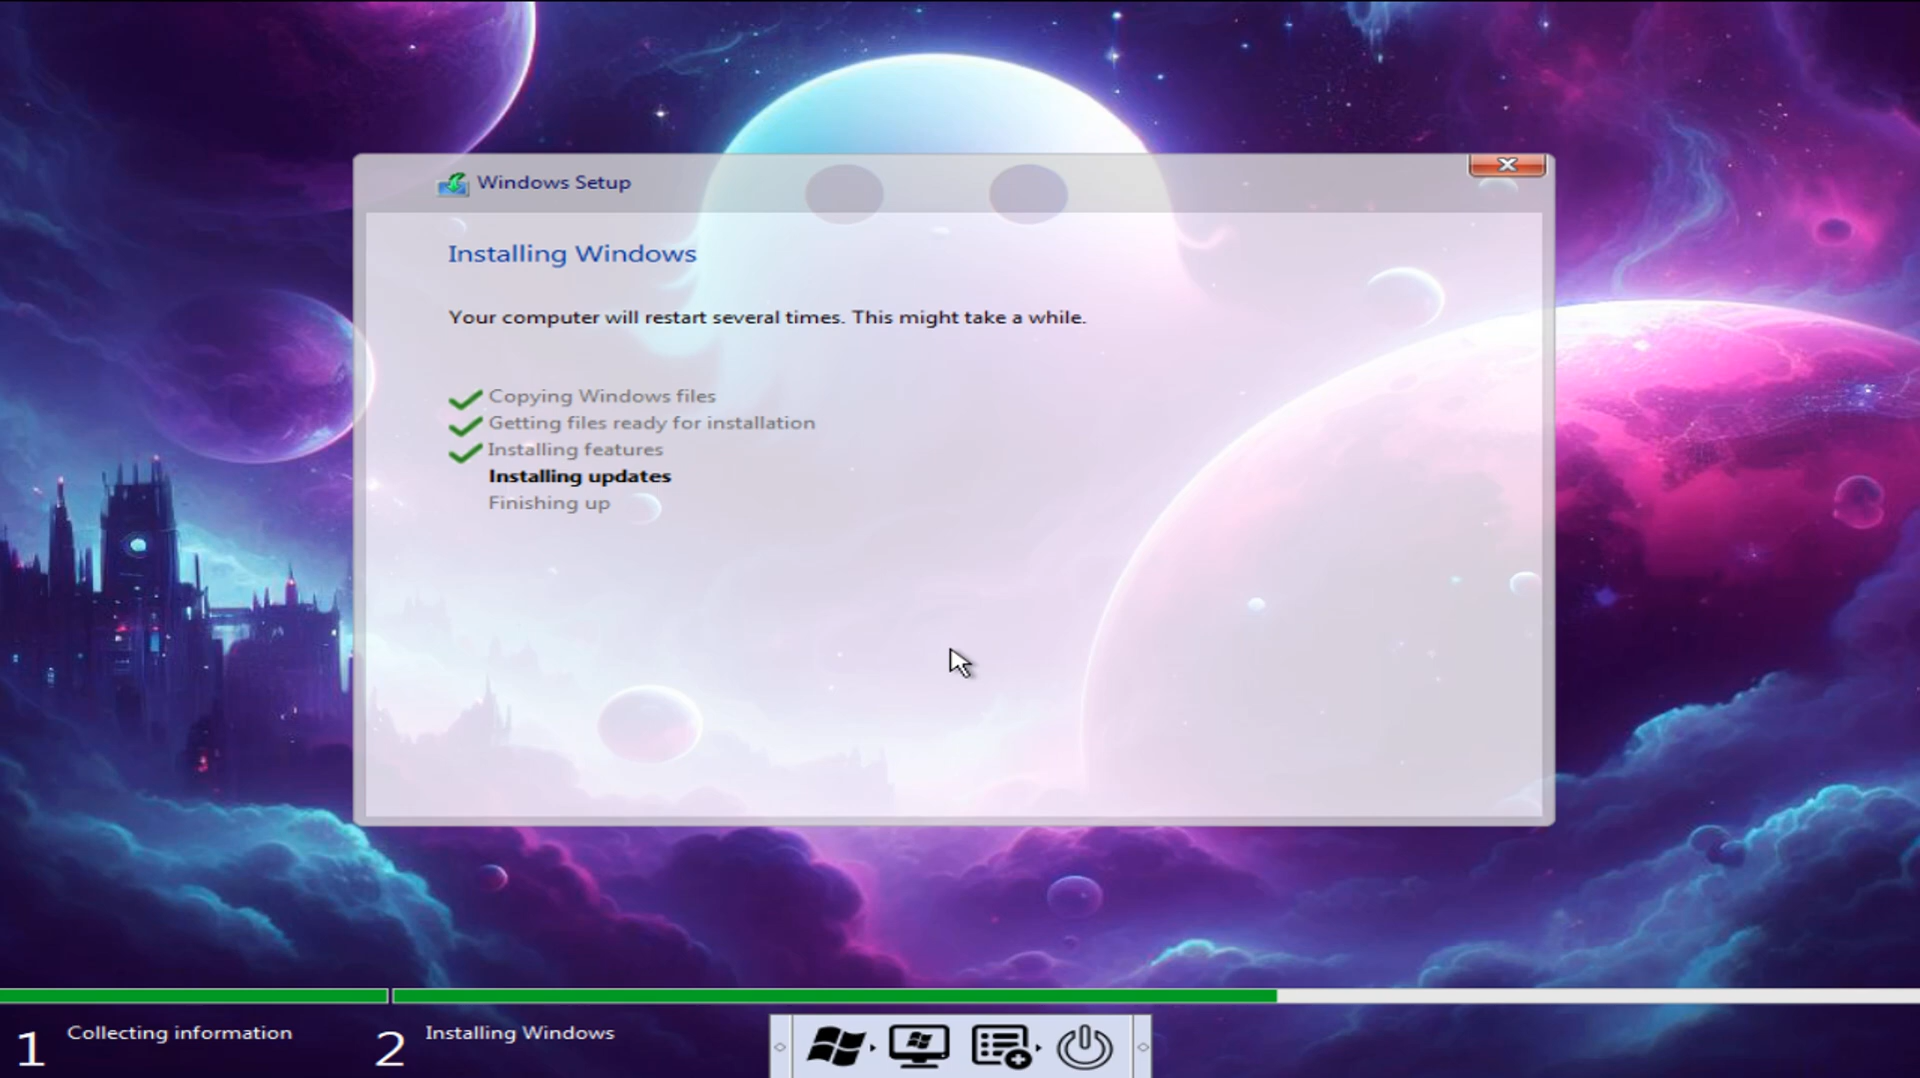 Windows Setup
Installing Windows
Your computer will restart several times. This might take a while.
Copying Windows files
Getting files ready for installation
Installing features
Installing updates
Finishing up
1 Collecting information
2 Installing Windows